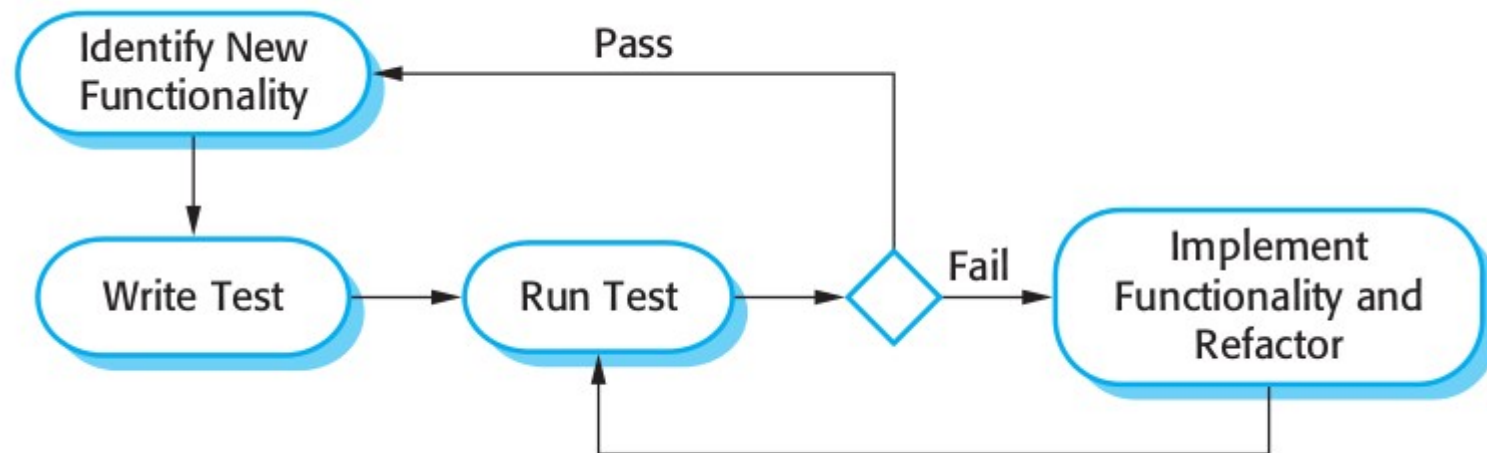 Identify New
Functionality
Pass
Write Test
Run Test
Fail
Implement
Functionality and
Refactor